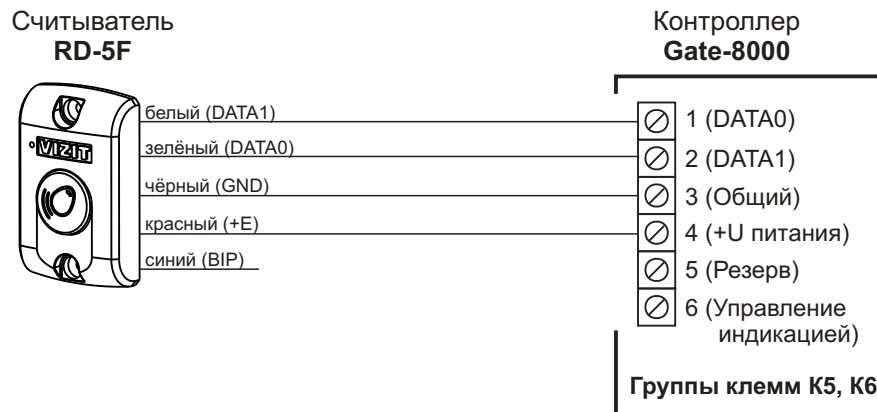 Считыватель
RD-5F
Контроллер
Gate-8000
VIZIT
белый (DATA1)
зелёный (DATA0)
чёрный (GND)
красный (+E)
синий (BIP)
1 (DATA0)
2 (DATA1)
3 (Общий)
4 (+U питания)
5 (Резерв)
6 (Управление
индикацией)
Группы клемм К5, К6